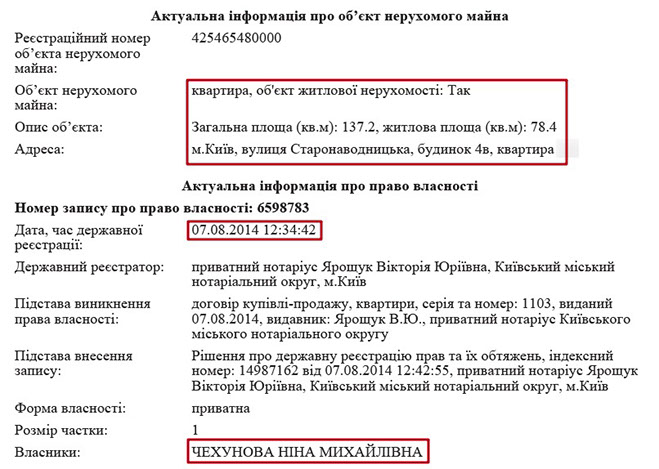 Актуальна інформація про об’єкт нерухомого майна
Реєстраційний номер 425465480000
об’єкта нерухомого
майна:
Об’єкт нерухомого квартира, об'єкт житлової нерухомості: Так
майна:
Опис об’єкта: Загальна площа (кв.м): 137.2, житлова площа (кв.м): 78.4
Адреса: м.Київ, вулиця Старонаводницька, будинок 4в, квартира
Актуальна інформація про право власності
Номер запису про право власності: 6598783
Дата, час державної 07.08.2014 12:34:42
реєстрації:
Державний реєстратор: приватний нотаріус Ярощук Вікторія Юріївна, Київський міський
нотаріальний округ, м.Київ
Підстава виникнення договір купівлі-продажу, квартири, серія та номер: 1103, виданий
права власності: 07.08.2014, видавник: Ярощук В.Ю., приватний нотаріус Київського
міського нотаріального округу
Підстава внесення Рішення про державну реєстрацію прав та їх обтяжень, індексний
запису: номер: 14987162 від 07.08.2014 12:42:55, приватний нотаріус Ярощук
Вікторія Юріївна, Київський міський нотаріальний округ, м.Київ
Форма власності: приватна
Розмір частки: 1
Власники: ЧЕХУНОВА НІНА МИХАЙЛІВНА